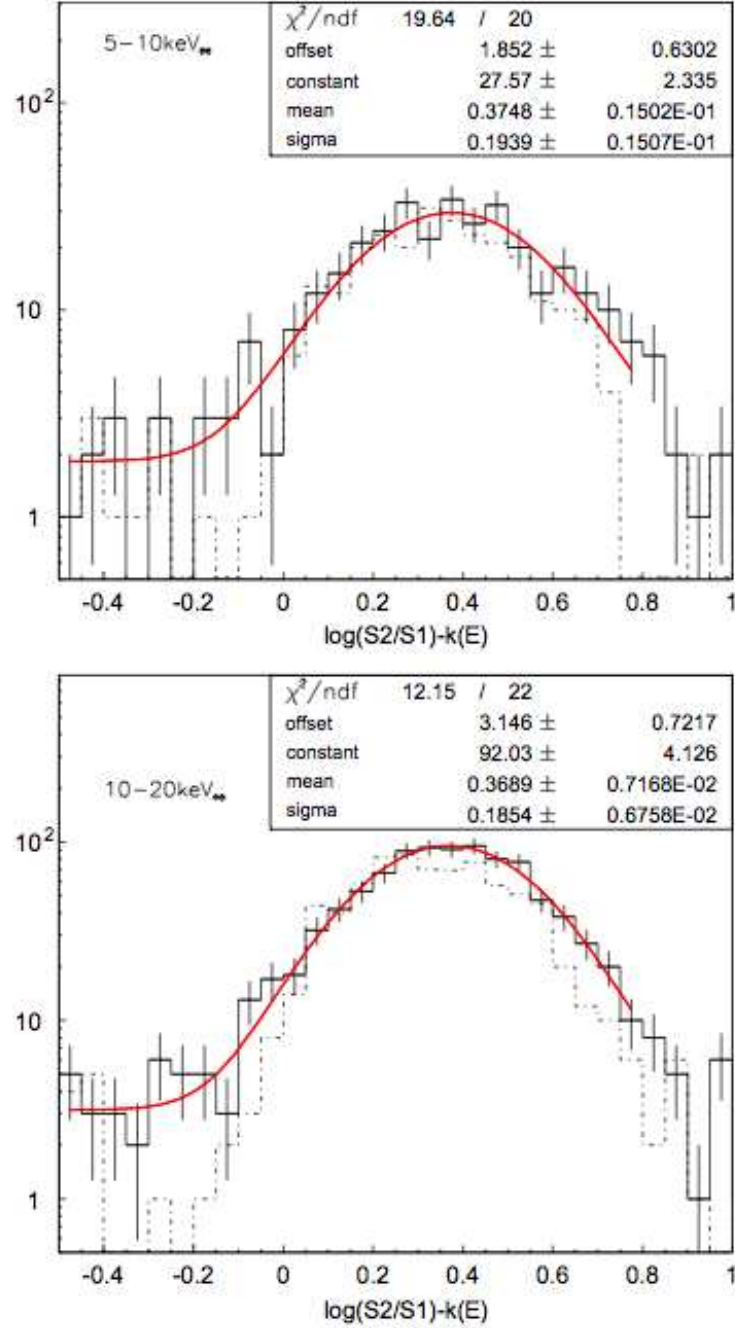 5-10keVee
χ²/ndf 19.64 / 20
offset 1.852 ± 0.6302
constant 27.57 ± 2.335
mean 0.3748 ± 0.1502E-01
sigma 0.1939 ± 0.1507E-01
10²
10
1
-0.4 -0.2 0 0.2 0.4 0.6 0.8 1
log(S2/S1)-k(E)
10-20keVee
χ²/ndf 12.15 / 22
offset 3.146 ± 0.7217
constant 92.03 ± 4.126
mean 0.3689 ± 0.7168E-02
sigma 0.1854 ± 0.6758E-02
10²
10
1
-0.4 -0.2 0 0.2 0.4 0.6 0.8 1
log(S2/S1)-k(E)